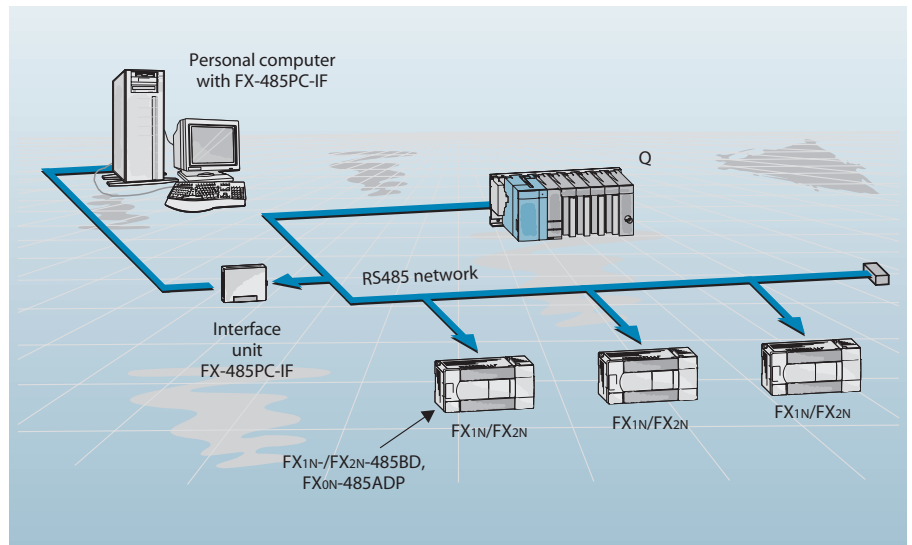 Personal computer
with FX-485PC-IF
Q
RS485 network
Interface
unit
FX-485PC-IF
FX1N/FX2N
FX1N/FX2N
FX1N/FX2N
FX1N-/FX2N-485BD,
FX0N-485ADP